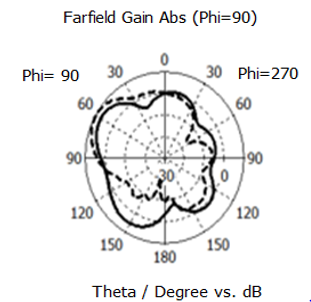 Farfield Gain Abs (Phi=90)
0
Phi= 90 30 30 Phi=270
60 60
90 30 0 90
120 120
150 150
180
Theta / Degree vs. dB